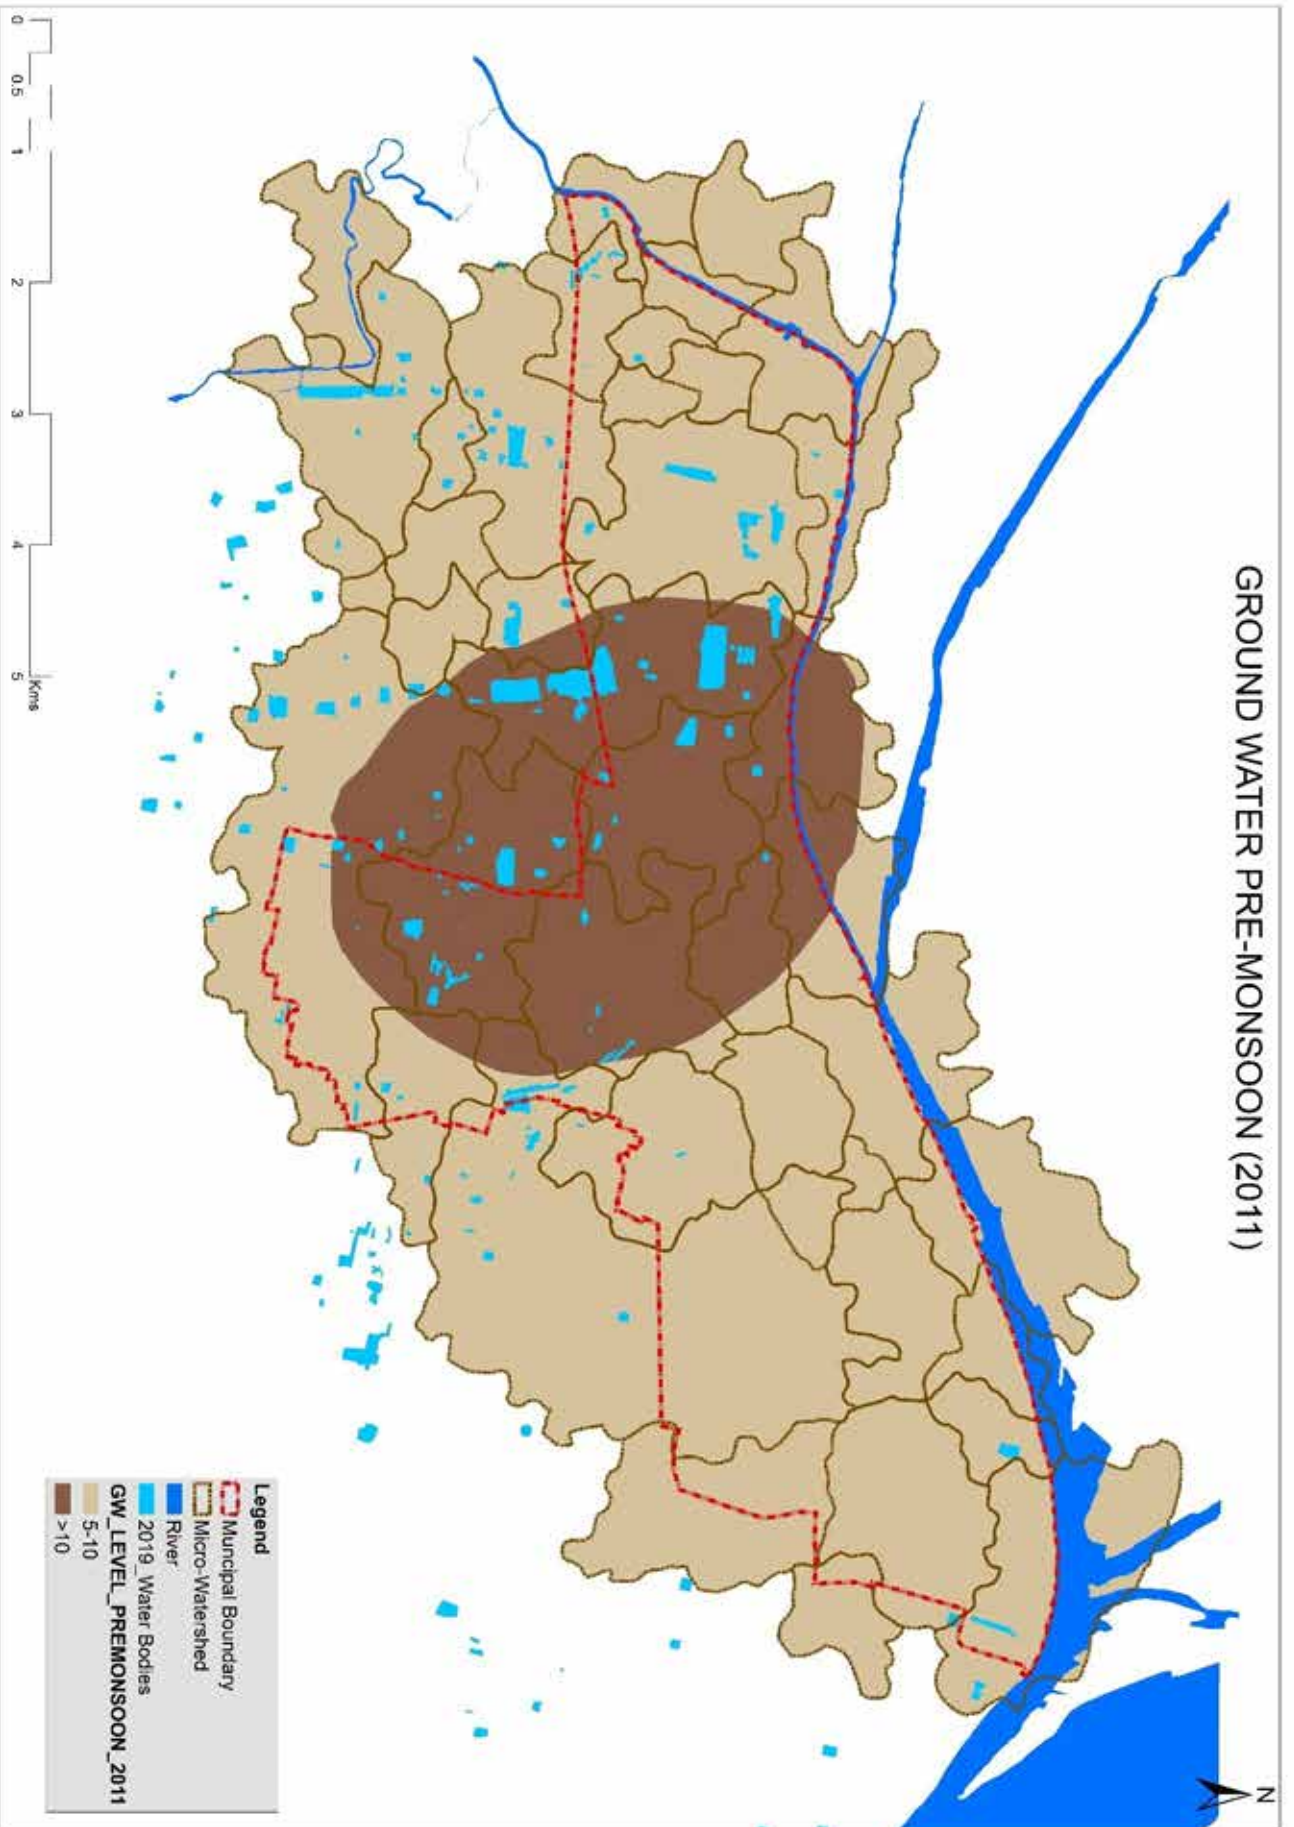 GROUND WATER PRE-MONSOON (2011)
N
Legend
Muncipal Boundary
Micro-Watershed
River
2019_Water Bodies
GW_LEVEL_PREMONSOON_2011
5-10
>10
0 0.5 1 2 3 4 5
Kms